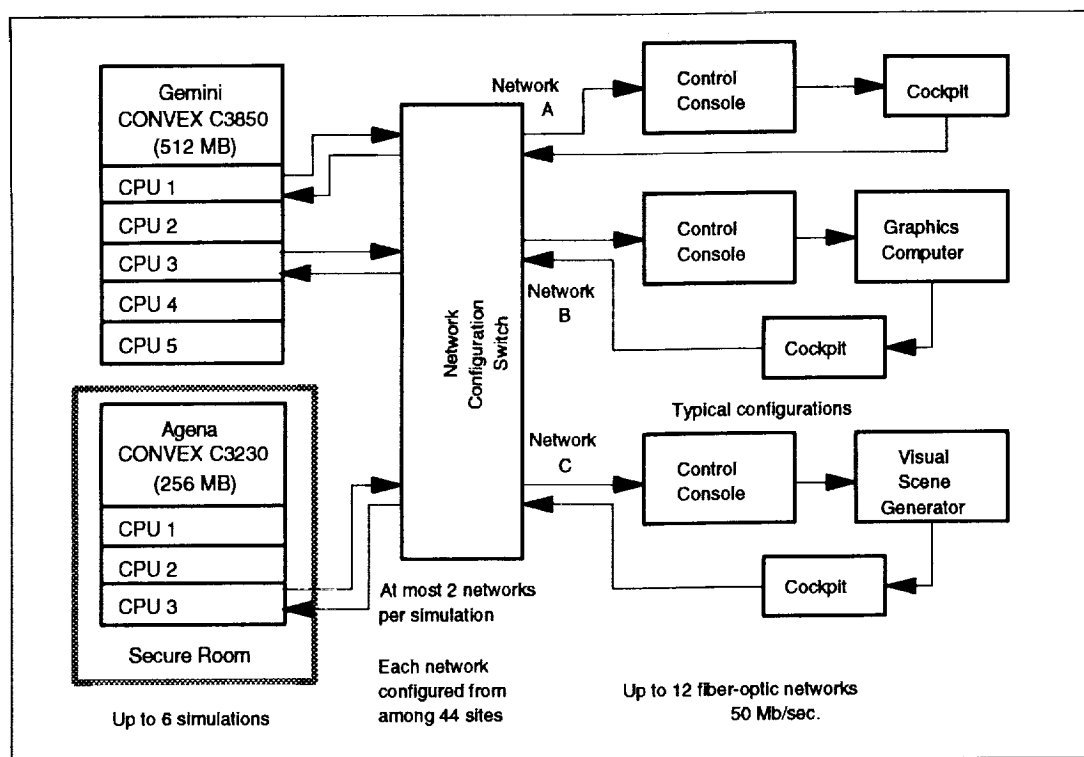 Gemini
CONVEX C3850
(512 MB)
CPU 1
CPU 2
CPU 3
CPU 4
CPU 5
Agena
CONVEX C3230
(256 MB)
CPU 1
CPU 2
CPU 3
Secure Room
Up to 6 simulations
Network
Configuration
Switch
At most 2 networks
per simulation
Each network
configured from
among 44 sites
Network
A
Control
Console
Cockpit
Network
B
Control
Console
Graphics
Computer
Cockpit
Typical configurations
Network
C
Control
Console
Visual
Scene
Generator
Cockpit
Up to 12 fiber-optic networks
50 Mb/sec.